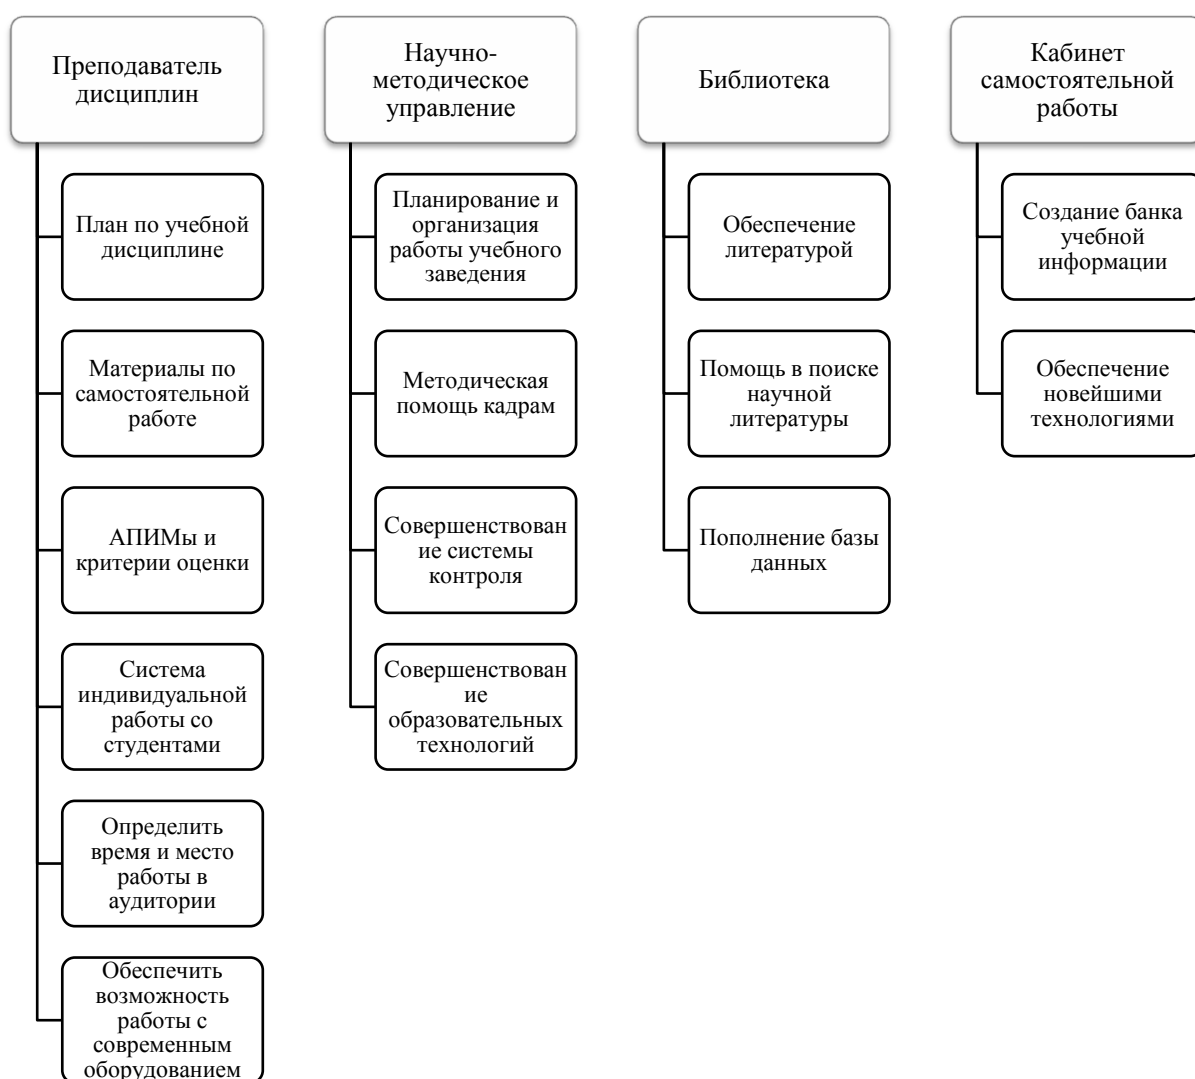 Преподаватель
дисциплин
План по учебной
дисциплине
Материалы по
самостоятельной
работе
АПИМы и
критерии оценки
Система
индивидуальной
работы со
студентами
Определить
время и место
работы в
аудитории
Обеспечить
возможность
работы с
современным
оборудованием
Научно-
методическое
управление
Планирование и
организация
работы учебного
заведения
Методическая
помощь кадрам
Совершенствован
ие системы
контроля
Совершенствован
ие
образовательных
технологий
Библиотека
Обеспечение
литературой
Помощь в поиске
научной
литературы
Пополнение базы
данных
Кабинет
самостоятельной
работы
Создание банка
учебной
информации
Обеспечение
новейшими
технологиями